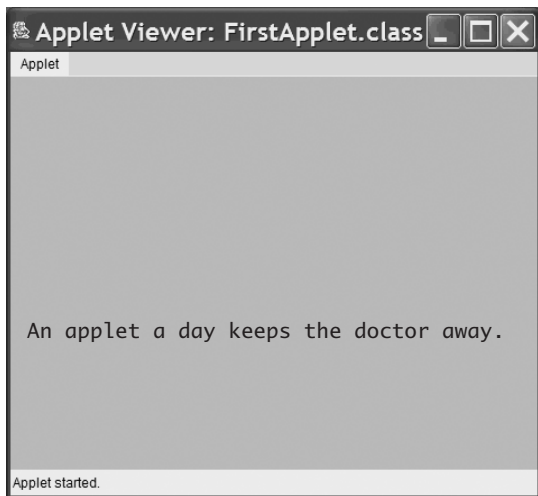 Applet Viewer: FirstApplet.class
Applet
An applet a day keeps the doctor away.
Applet started.